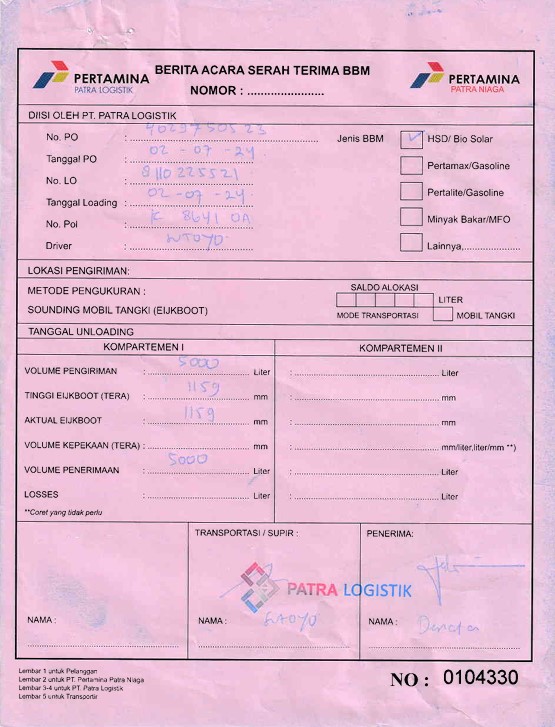 PERTAMINA
PATRA LOGISTIK
BERITA ACARA SERAH TERIMA BBM
NOMOR : ........................
PERTAMINA
PATRA NIAGA
DIISI OLEH PT. PATRA LOGISTIK
No. PO : 4029750523
Jenis BBM
HSD/ Bio Solar
Tanggal PO : 02 - 07 - 24
Pertamax/Gasoline
No. LO : 8110225521
Pertalite/Gasoline
Tanggal Loading : 02-07-24
Minyak Bakar/MFO
No. Pol : K 8641 OA
Driver : WTOYO
Lainnya,..................
LOKASI PENGIRIMAN:
METODE PENGUKURAN :
SALDO ALOKASI
LITER
SOUNDING MOBIL TANGKI (EIJKBOOT)
MODE TRANSPORTASI
MOBIL TANGKI
TANGGAL UNLOADING
KOMPARTEMEN I
KOMPARTEMEN II
VOLUME PENGIRIMAN : 5000 Liter : Liter
TINGGI EIJKBOOT (TERA) : 1159 mm : mm
AKTUAL EIJKBOOT : 1159 mm : mm
VOLUME KEPEKAAN (TERA) : mm : mm/liter,liter/mm **)
VOLUME PENERIMAAN : 5000 Liter : Liter
LOSSES : Liter : Liter
**Coret yang tidak perlu
TRANSPORTASI / SUPIR :
PENERIMA:
PATRA LOGISTIK
NAMA :
NAMA : WTOYO
NAMA :
Lembar 1 untuk Pelanggan
Lembar 2 untuk PT. Pertamina Patra Niaga
Lembar 3-4 untuk PT. Patra Logistik
Lembar 5 untuk Transportir
NO : 0104330